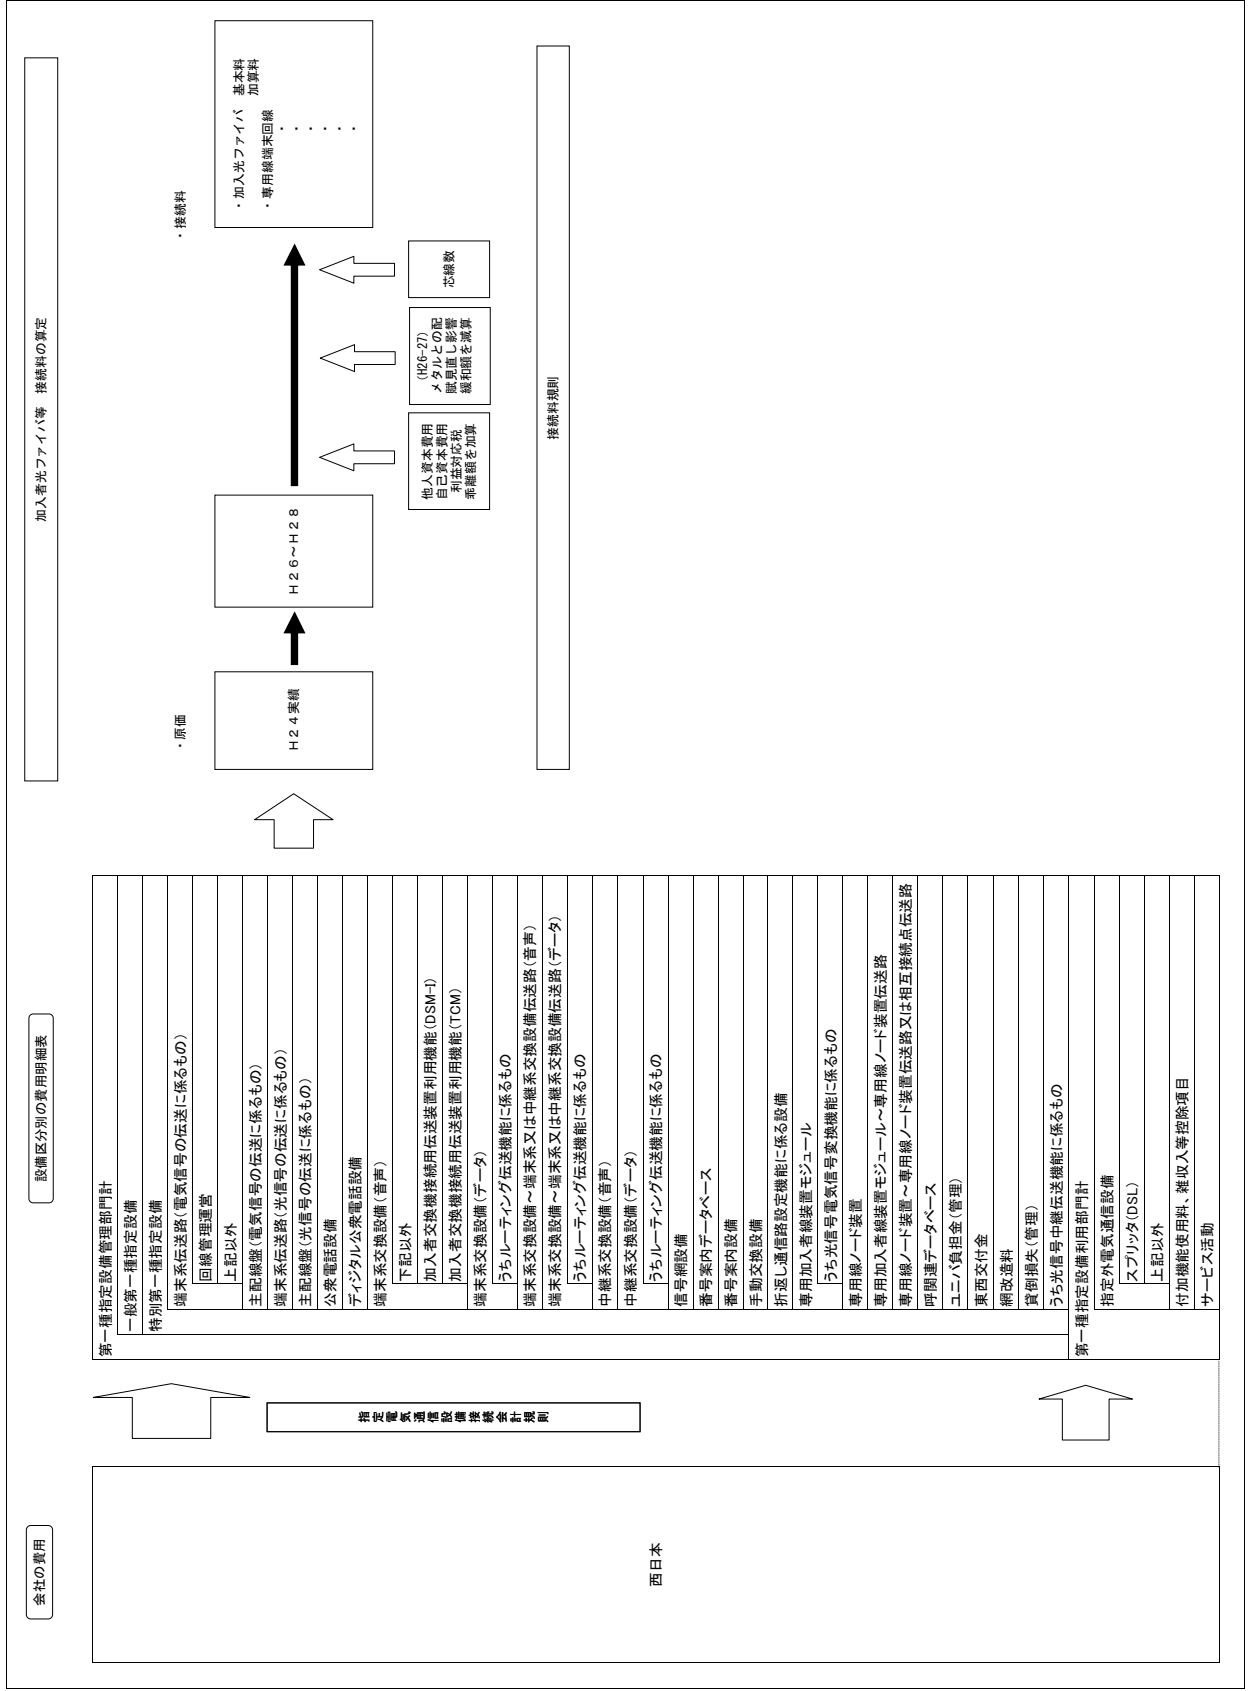 会社の費用
設備区分別の費用明細表
加入者光ファイバ等　接続料の算定
西日本
指定電気通信設備接続会計規則
第一種指定設備管理部門計
一般第一種指定設備
特別第一種指定設備
端末系伝送路（電気信号の伝送に係るもの）
回線管理運営
上記以外
主配線盤（電気信号の伝送に係るもの）
端末系伝送路（光信号の伝送に係るもの）
主配線盤（光信号の伝送に係るもの）
公衆電話設備
ディジタル公衆電話設備
端末系交換設備（音声）
下記以外
加入者交換機接続用伝送装置利用機能（DSM-I）
加入者交換機接続用伝送装置利用機能（TCM）
端末系交換設備（データ）
うちルーティング伝送機能に係るもの
端末系交換設備～端末系又は中継系交換設備伝送路（音声）
端末系交換設備～端末系又は中継系交換設備伝送路（データ）
うちルーティング伝送機能に係るもの
中継系交換設備（音声）
中継系交換設備（データ）
うちルーティング伝送機能に係るもの
信号網設備
番号案内データベース
番号案内設備
手動交換設備
折返し通信路設定機能に係る設備
専用加入者線装置モジュール
うち光信号電気信号変換機能に係るもの
専用線ノード装置
専用加入者線装置モジュール～専用線ノード装置伝送路
専用線ノード装置～専用線ノード装置伝送路又は相互接続点伝送路
呼関連データベース
ユニバ負担金（管理）
東西交付金
網改造料
貸倒損失（管理）
うち光信号中継伝送機能に係るもの
第一種指定設備利用部門計
指定外電気通信設備
スプリッタ(DSL)
上記以外
付加機能使用料、雑収入等控除項目
サービス活動
・原価
・接続料
Ｈ２４実績
Ｈ２６～Ｈ２８
・加入光ファイバ　基本料
加算料
・専用線端末回線
・
・
・
・
・
・
他人資本費用
自己資本費用
利益対応税
乖離額を加算
（H26-27）
メタルとの配
賦見直し影響
緩和額を減算
芯線数
接続料規則